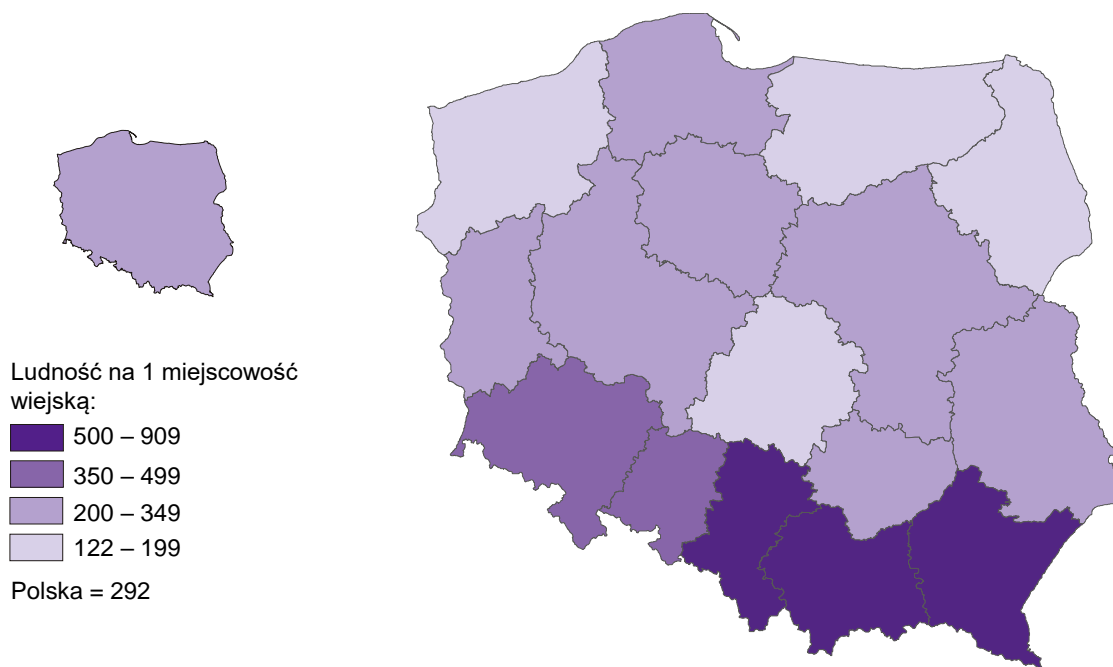 Ludność na 1 miejscowość
wiejską:
500 – 909
350 – 499
200 – 349
122 – 199
Polska = 292